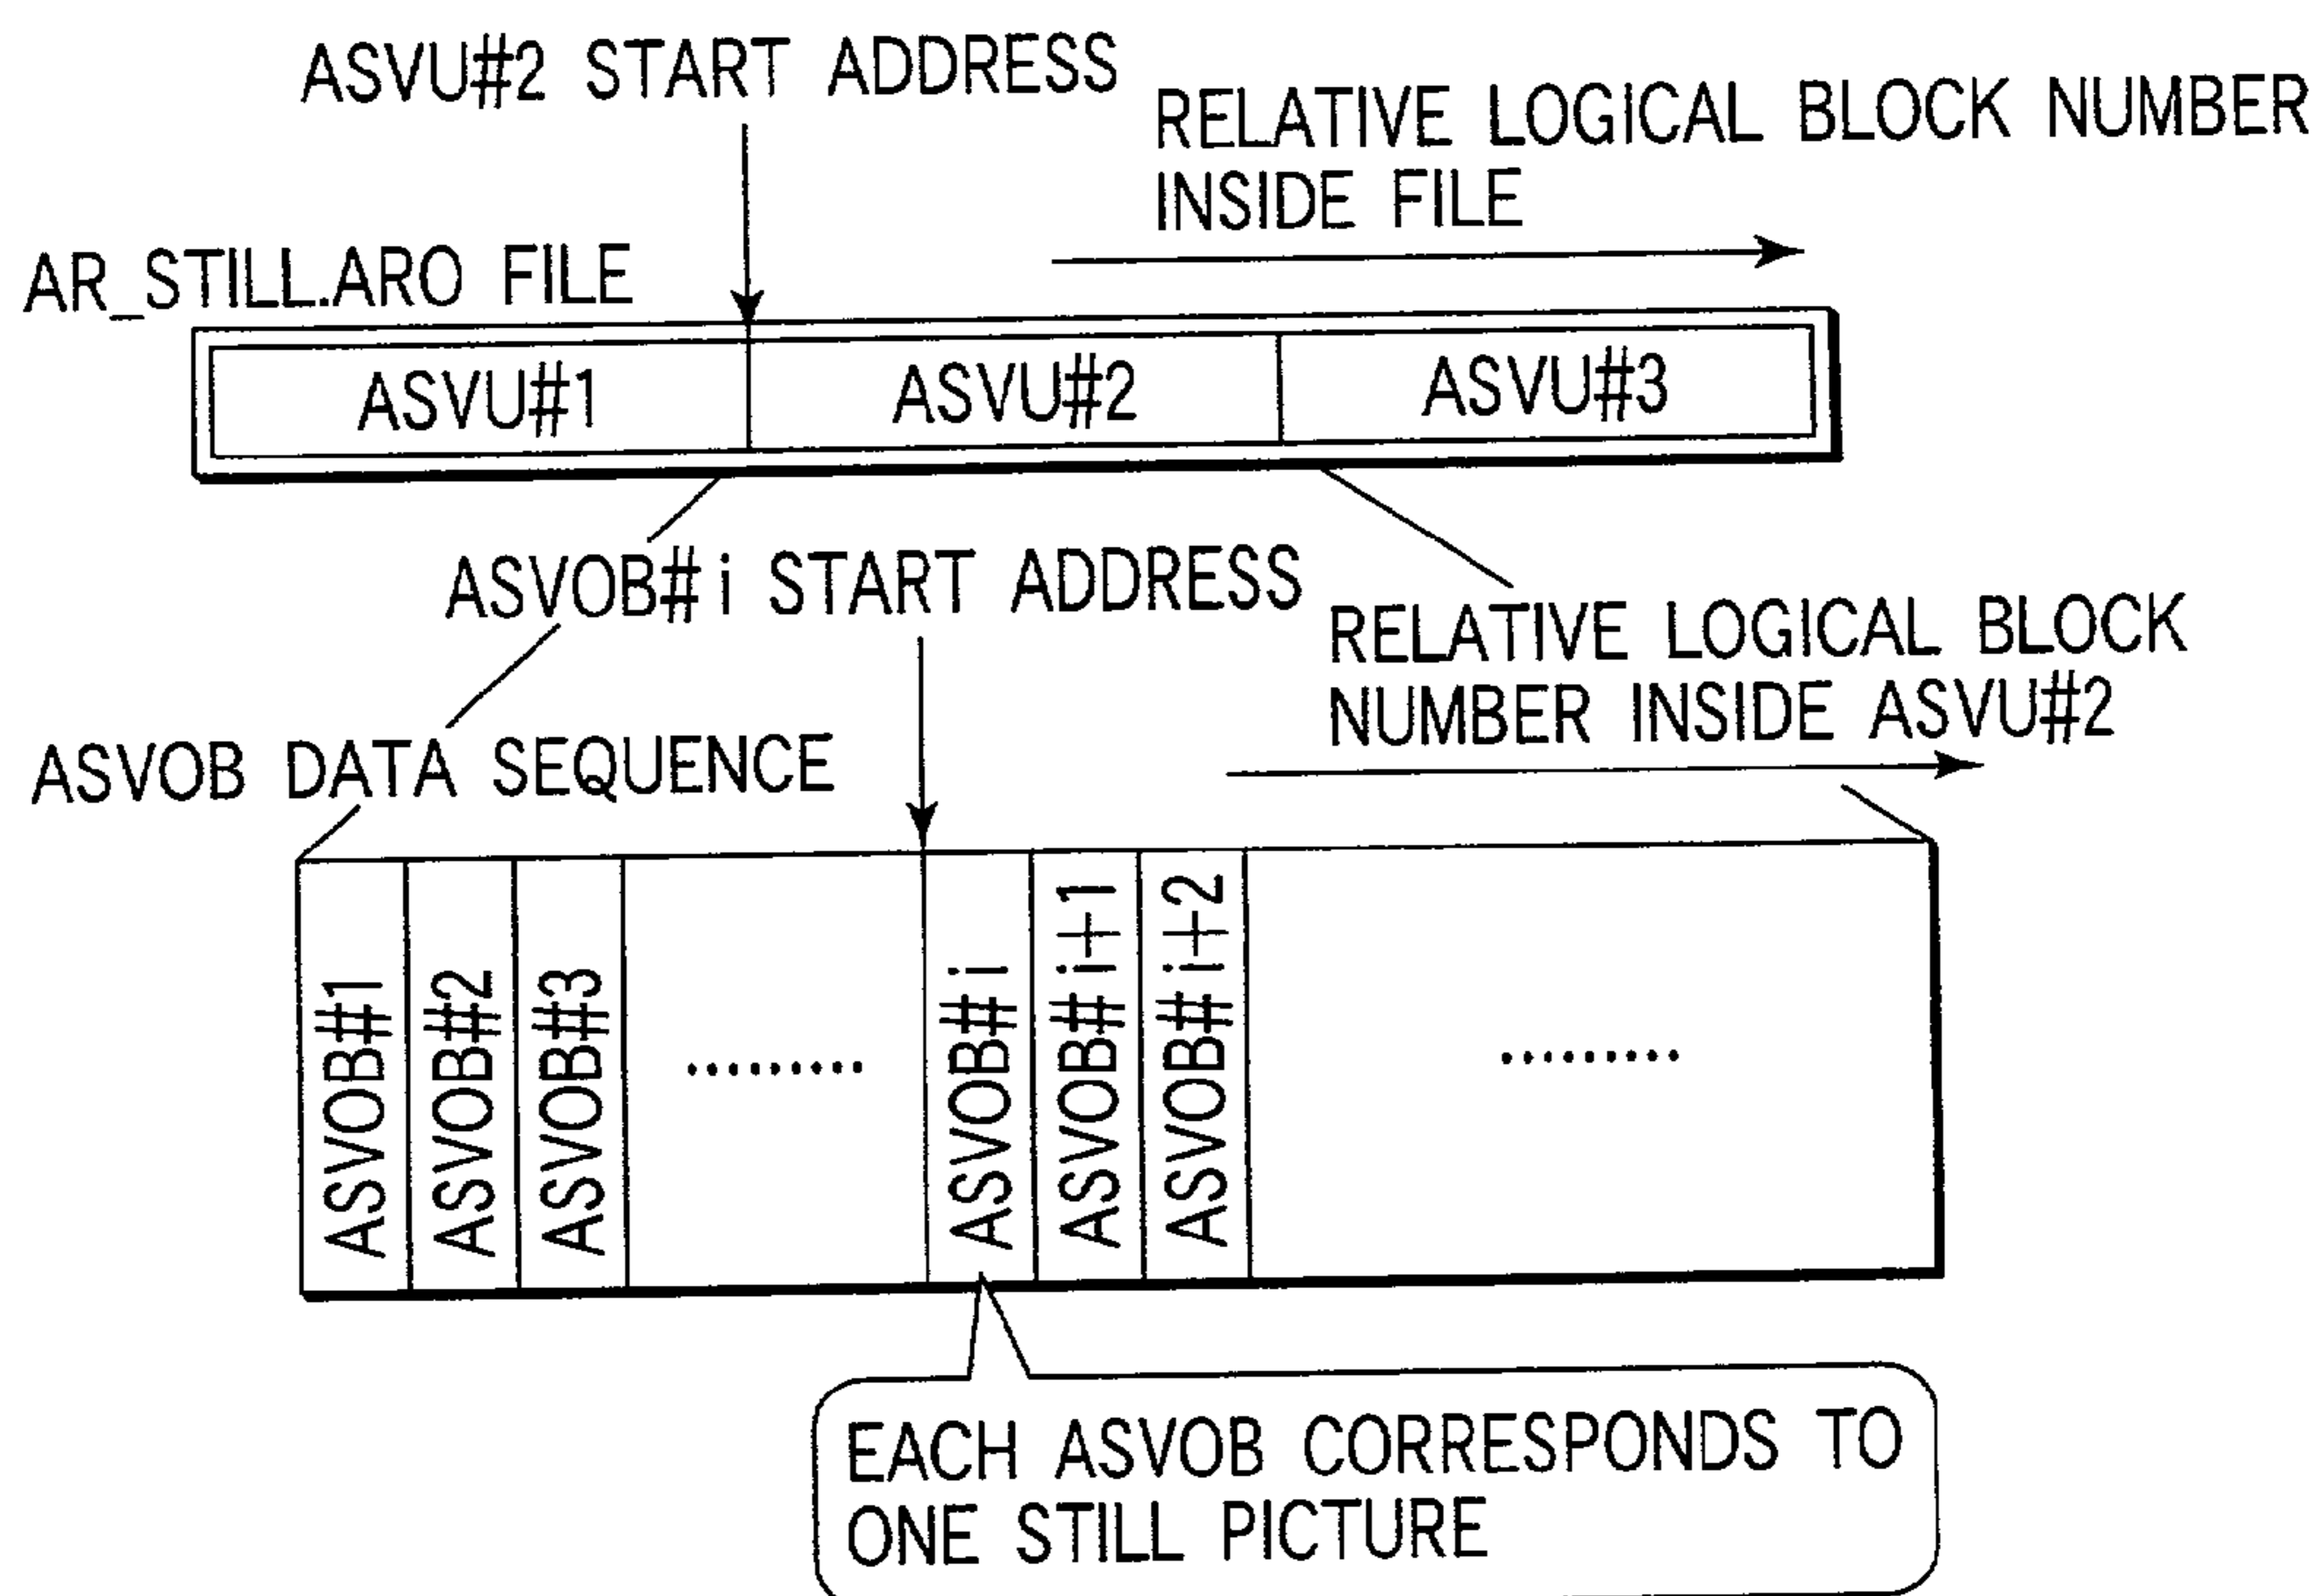 ASVU#2 START ADDRESS
RELATIVE LOGICAL BLOCK NUMBER
INSIDE FILE
AR_STILL.ARO FILE
ASVU#1
ASVU#2
ASVU#3
ASVOB#i START ADDRESS
RELATIVE LOGICAL BLOCK
NUMBER INSIDE ASVU#2
ASVOB DATA SEQUENCE
ASVOB#1
ASVOB#2
ASVOB#3
.........
ASVOB#i
ASVOB#i+1
ASVOB#i+2
.........
EACH ASVOB CORRESPONDS TO
ONE STILL PICTURE